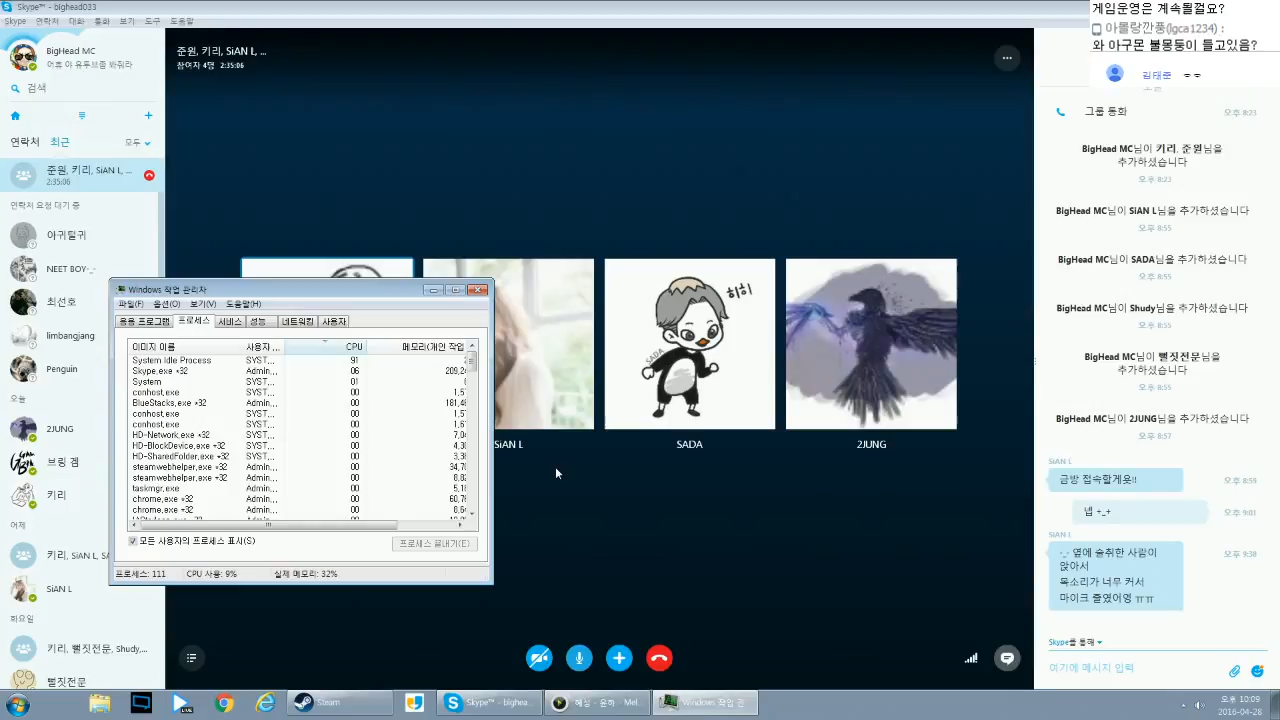 Skype™ - bighead033
Skype 연락처 대화 통화 보기 도구 도움말
BigHead MC
어휴 야 유투브좀 봐줘라
검색
연락처 최근 모두
준원, 키리, SiAN L, ...
2:35:06
연락처 요청 대기 중
아귀탈귀
NEET BOY-_-
최선호
limbangjang
Penguin
오늘
2JUNG
브링 겜
키리
어제
키리, 뻘짓전문, SA...
SiAN L
화요일
키리, 뻘짓전문, Shudy,...
뻘짓전문
준원, 키리, SiAN L, ...
참여자 4명 2:35:06
SADA
히히
SiAN L
SADA
2JUNG
Windows 작업 관리자
파일(F) 옵션(O) 보기(V) 도움말(H)
응용 프로그램 프로세스 서비스 성능 네트워킹 사용자
이미지 이름 사용자 ... CPU 메모리(개인 작업
System Idle Process SYST... 91
Skype.exe *32 Admin... 06
System SYST... 01
conhost.exe SYST... 00
BlueStacks.exe *32 Admin... 00
conhost.exe SYST... 00
conhost.exe SYST... 00
HD-Network.exe *32 SYST... 00
HD-BlockDevice.exe *32 SYST... 00
HD-SharedFolder.exe *32 SYST... 00
steamwebhelper.exe *32 Admin... 00
steamwebhelper.exe *32 Admin... 00
taskmgr.exe Admin... 00
chrome.exe *32 Admin... 00
chrome.exe *32 Admin... 00
모든 사용자의 프로세스 표시(S)
프로세스 끝내기(E)
프로세스: 111 CPU 사용: 9% 실제 메모리: 32%
게임운영은 계속몰껄요?
아몰랑깐풍(lgca1234) :
와 아구몬 불몽둥이 들고있음?
김태훈 ㅡㅡ
그룹 통화 오후 8:23
BigHead MC님이 키리, 준원님을
추가하셨습니다
오후 8:23
BigHead MC님이 SiAN L님을 추가하셨습니다
오후 8:55
BigHead MC님이 SADA님을 추가하셨습니다
오후 8:55
BigHead MC님이 Shudy님을 추가하셨습니다
오후 8:55
BigHead MC님이 뻘짓전문님을
추가하셨습니다
오후 8:55
BigHead MC님이 2JUNG님을 추가하셨습니다
오후 8:57
SiAN L
금방 접속할게욧!! 오후 8:59
넵 +_+ 오후 9:01
SiAN L
-_- 옆에 술취한 사람이 오후 9:38
앉아서
목소리가 너무 커서
마이크 줄였어잉 ㅠㅠ
Skype를 통해
여기에 메시지 입력
Steam
Skype™ - bighea...
혜성 - 윤하 - Mel...
Windows 작업 관...
오후 10:09
2016-04-28